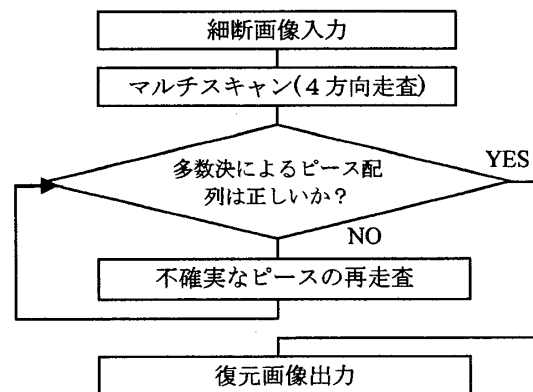 細断画像入力
マルチスキャン(4方向走査)
多数決によるピース配
列は正しいか?
YES
NO
不確実なピースの再走査
復元画像出力